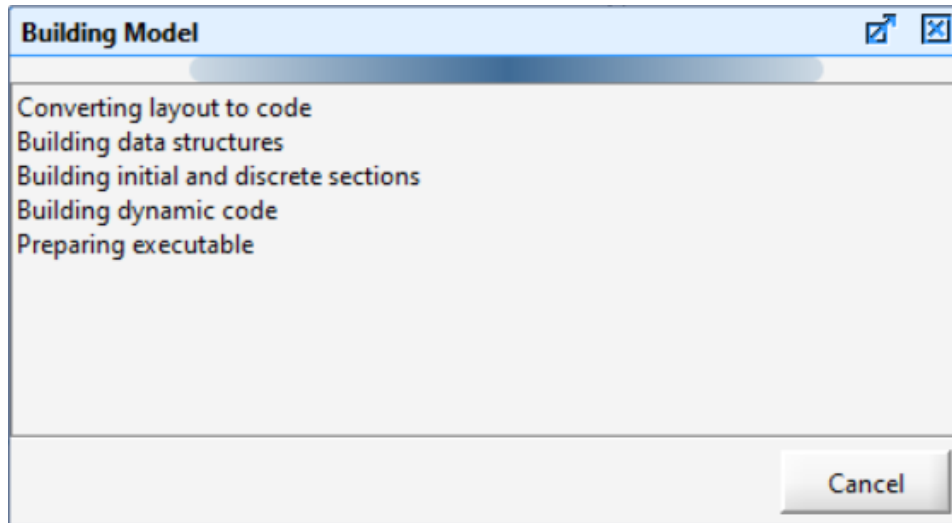 Building Model
Converting layout to code
Building data structures
Building initial and discrete sections
Building dynamic code
Preparing executable
Cancel